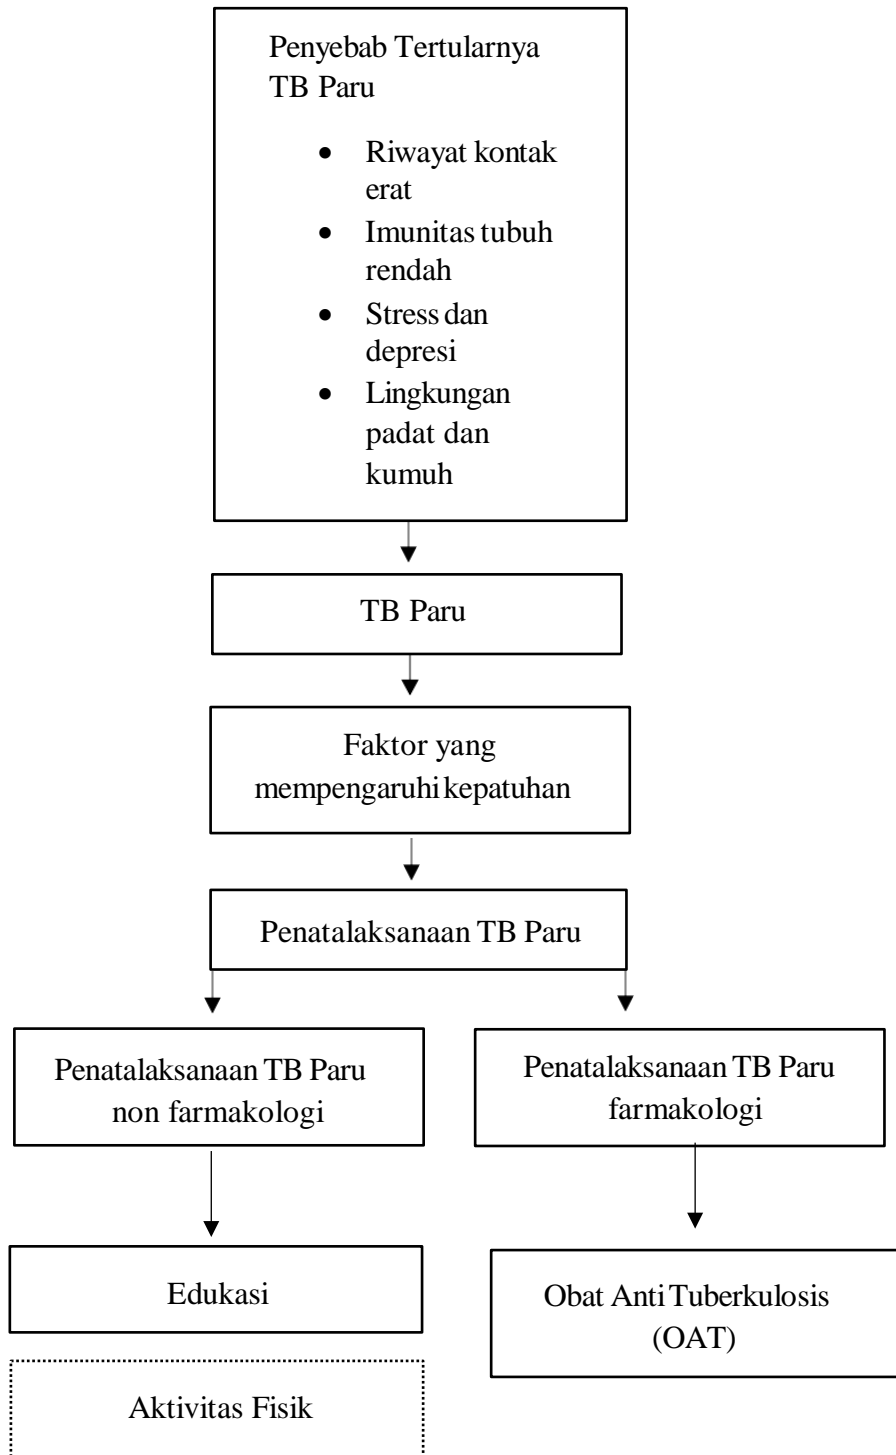 Penyebab Tertularnya
TB Paru
• Riwayat kontak
erat
• Imunitas tubuh
rendah
• Stress dan
depresi
• Lingkungan
padat dan
kumuh
TB Paru
Faktor yang
mempengaruhi kepatuhan
Penatalaksanaan TB Paru
Penatalaksanaan TB Paru
non farmakologi
Penatalaksanaan TB Paru
farmakologi
Edukasi
Obat Anti Tuberkulosis
(OAT)
Aktivitas Fisik